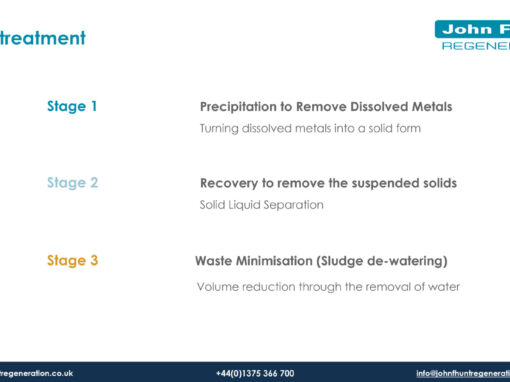 treatment
John F
REGENE
Stage 1
Precipitation to Remove Dissolved Metals
Turning dissolved metals into a solid form
Stage 2
Recovery to remove the suspended solids
Solid Liquid Separation
Stage 3
Waste Minimisation (Sludge de-watering)
Volume reduction through the removal of water
regeneration.co.uk
+44(0)1375 366 700
info@johnfhuntregenerati